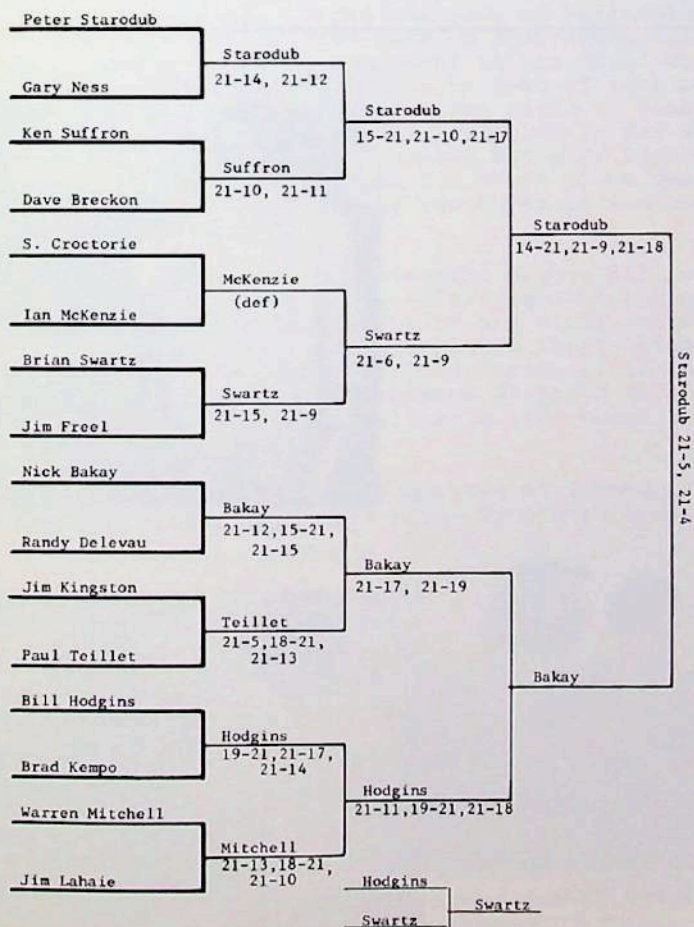 Peter Starodub
Gary Ness
Ken Suffron
Dave Breckon
S. Croctorie
Ian McKenzie
Brian Swartz
Jim Freel
Nick Bakay
Randy Delevau
Jim Kingston
Paul Teillet
Bill Hodgins
Brad Kempo
Warren Mitchell
Jim Lahaie
Starodub
21-14, 21-12
Suffron
21-10, 21-11
McKenzie
(def)
Swartz
21-15, 21-9
Bakay
21-12,15-21,
21-15
Teillet
21-5,18-21,
21-13
Hodgins
19-21,21-17,
21-14
Mitchell
21-13,18-21,
21-10
Starodub
15-21,21-10,21-17
Swartz
21-6, 21-9
Bakay
21-17, 21-19
Hodgins
21-11,19-21,21-18
Starodub
14-21,21-9,21-18
Bakay
Starodub 21-5, 21-4
Hodgins
Swartz
Swartz